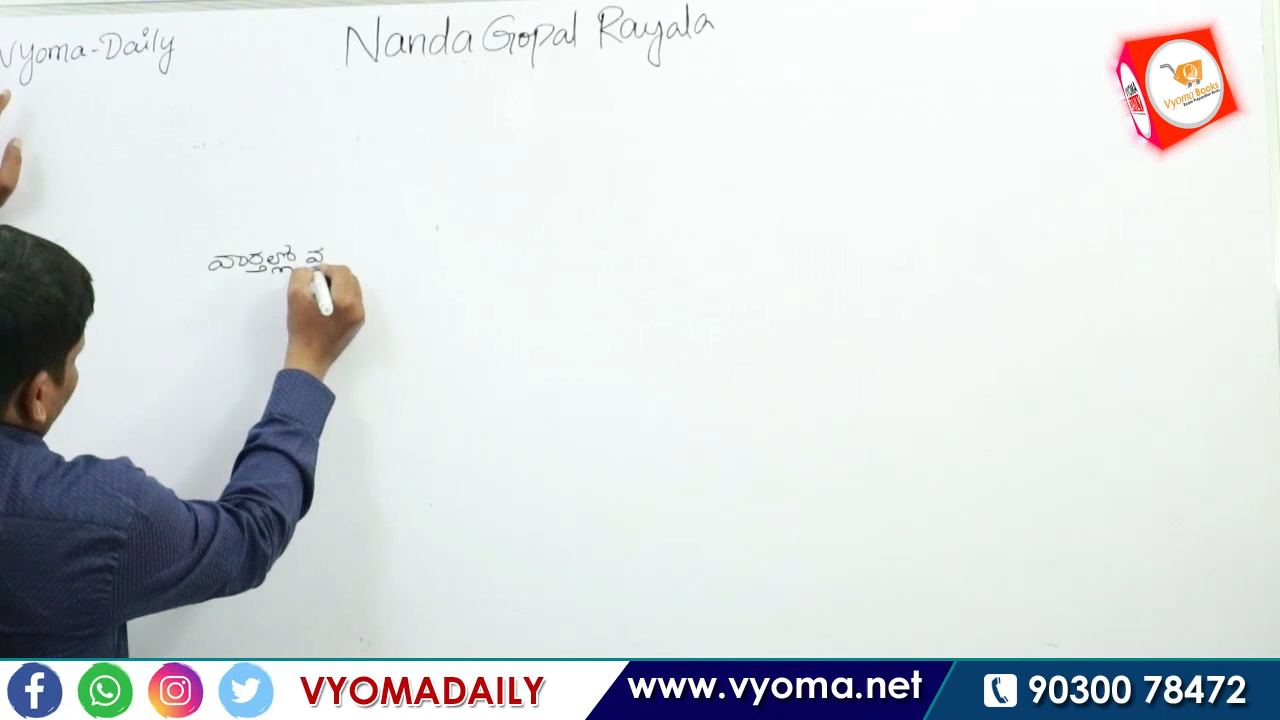 Vyoma-Daily
Nanda Gopal Rayala
Vyoma Books
వార్తల్లో వ
VYOMADAILY
www.vyoma.net
90300 78472